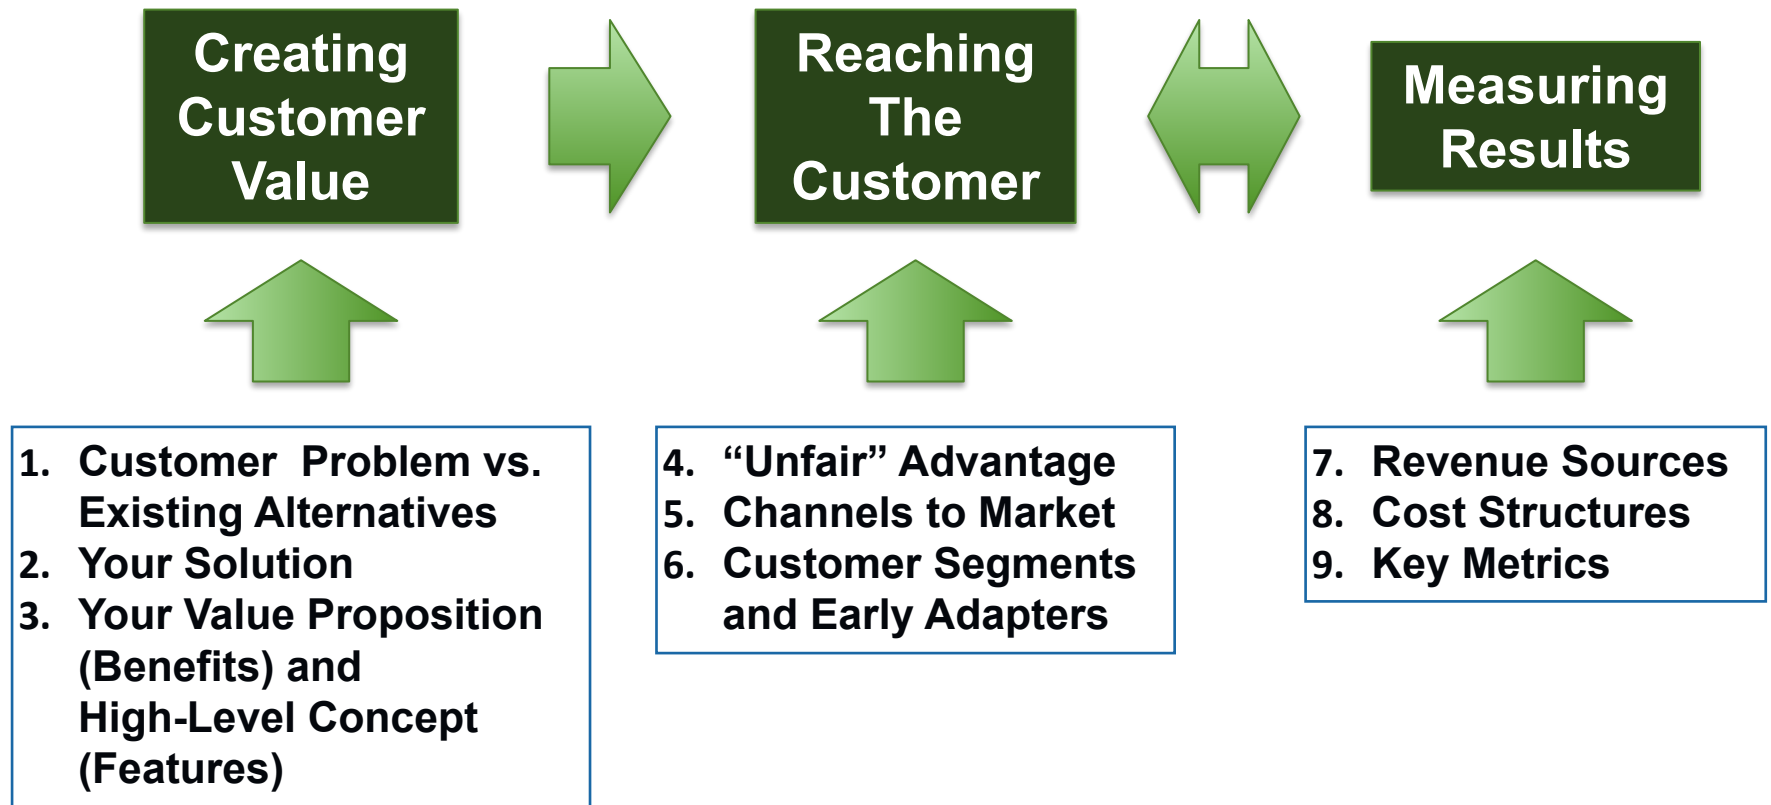 Creating
Customer
Value
Reaching
The
Customer
Measuring
Results
1. Customer  Problem vs.
Existing Alternatives
2. Your Solution
3. Your Value Proposition
(Benefits) and
High-Level Concept
(Features)
4. “Unfair” Advantage
5. Channels to Market
6. Customer Segments
and Early Adapters
7. Revenue Sources
8. Cost Structures
9. Key Metrics